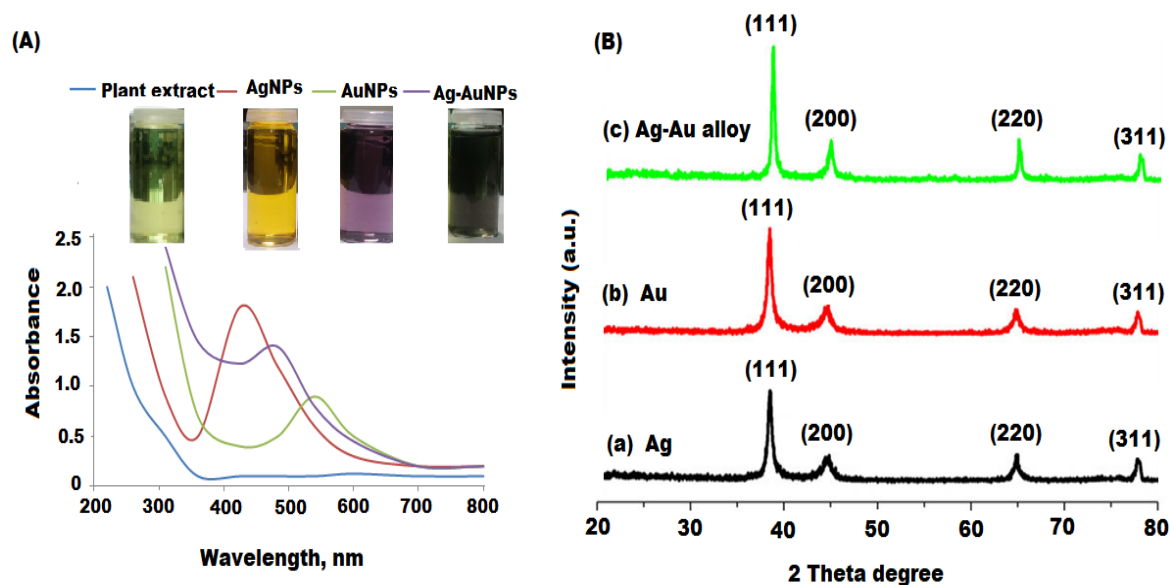 (A)
Plant extract AgNPs AuNPs Ag-AuNPs
2.5
2.0
1.5
1.0
0.5
0
Absorbance
200 300 400 500 600 700 800
Wavelength, nm
(B)
(111)
(200)
(220)
(311)
(c) Ag-Au alloy
(111)
(200)
(220)
(311)
(b) Au
(111)
(200)
(220)
(311)
(a) Ag
Intensity (a.u.)
20 30 40 50 60 70 80
2 Theta degree